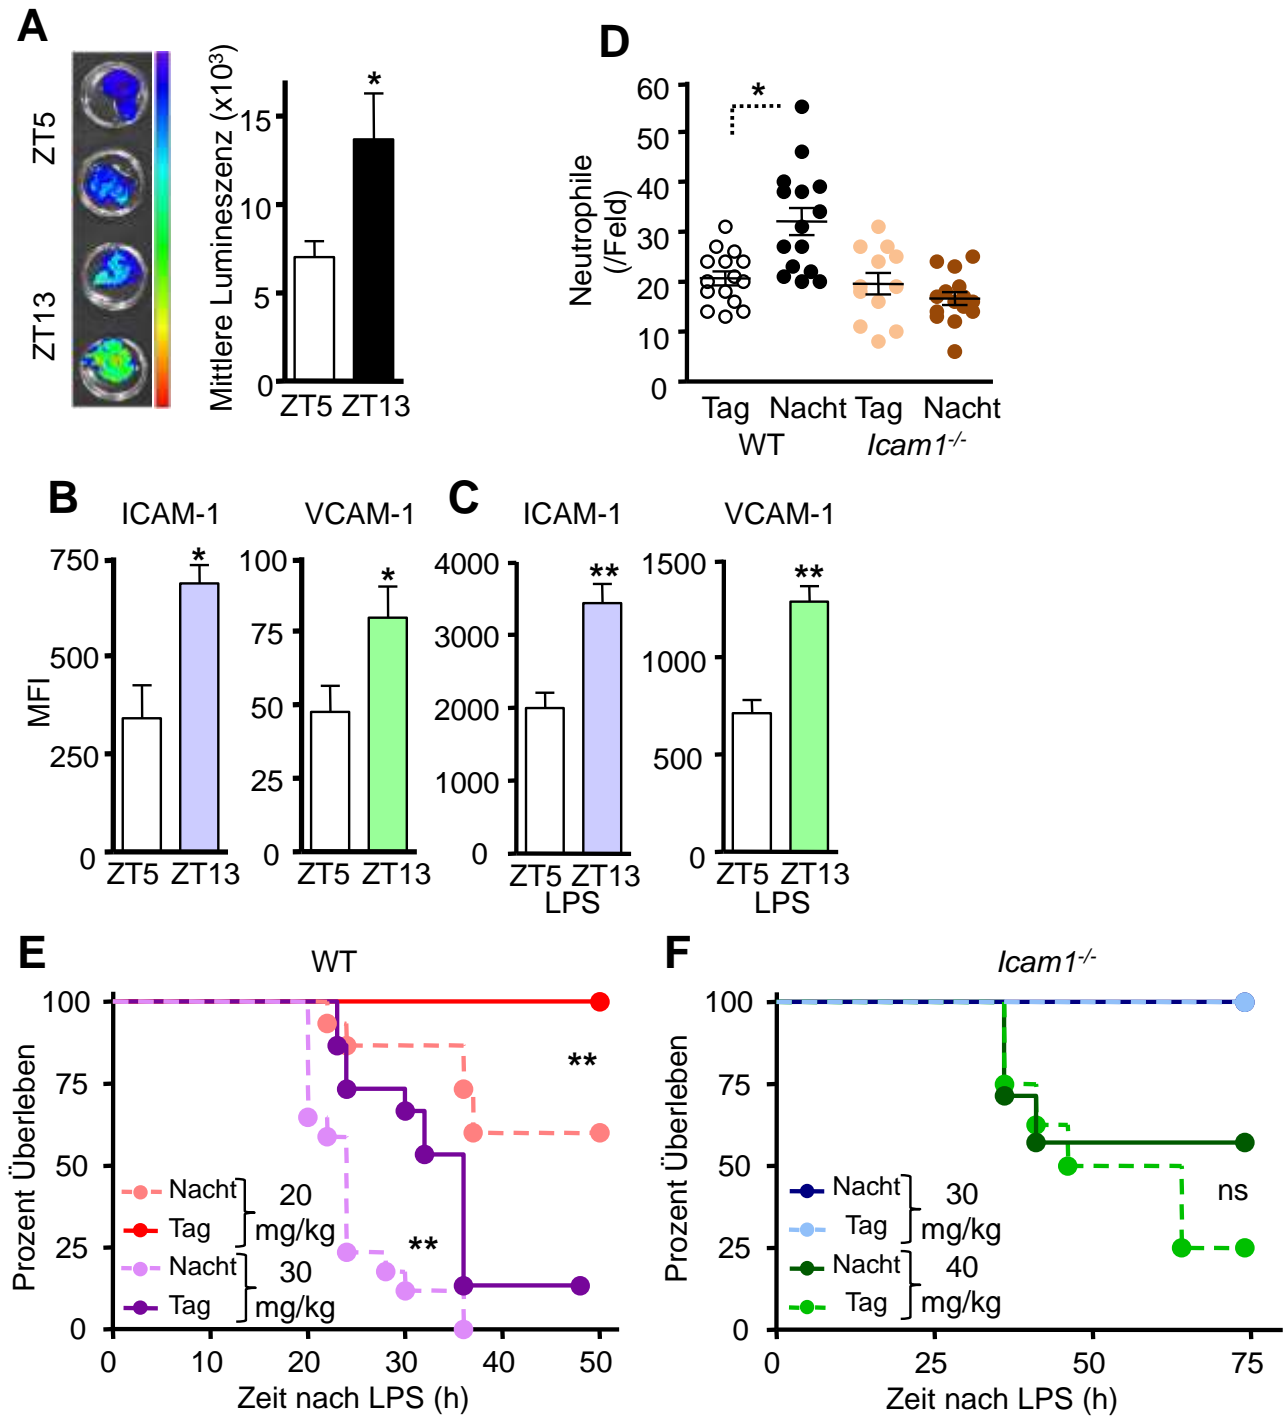 A
ZT5
ZT13
Mittlere Lumineszenz (x10³)
15
10
5
0
*
ZT5 ZT13
D
Neutrophile
(/Feld)
60
50
40
30
20
10
0
*
Tag Nacht Tag Nacht
WT Icam1-/-
B
ICAM-1
MFI
750
500
250
0
*
ZT5 ZT13
VCAM-1
100
75
50
25
0
*
ZT5 ZT13
C
ICAM-1
4000
3000
2000
1000
0
**
ZT5 ZT13
LPS
VCAM-1
1500
1000
500
0
**
ZT5 ZT13
LPS
E
WT
Prozent Überleben
100
75
50
25
0
**
**
Nacht
Tag
20
mg/kg
Nacht
Tag
30
mg/kg
0 10 20 30 40 50
Zeit nach LPS (h)
F
Icam1-/-
Prozent Überleben
100
75
50
25
0
ns
Nacht
Tag
30
mg/kg
Nacht
Tag
40
mg/kg
0 25 50 75
Zeit nach LPS (h)